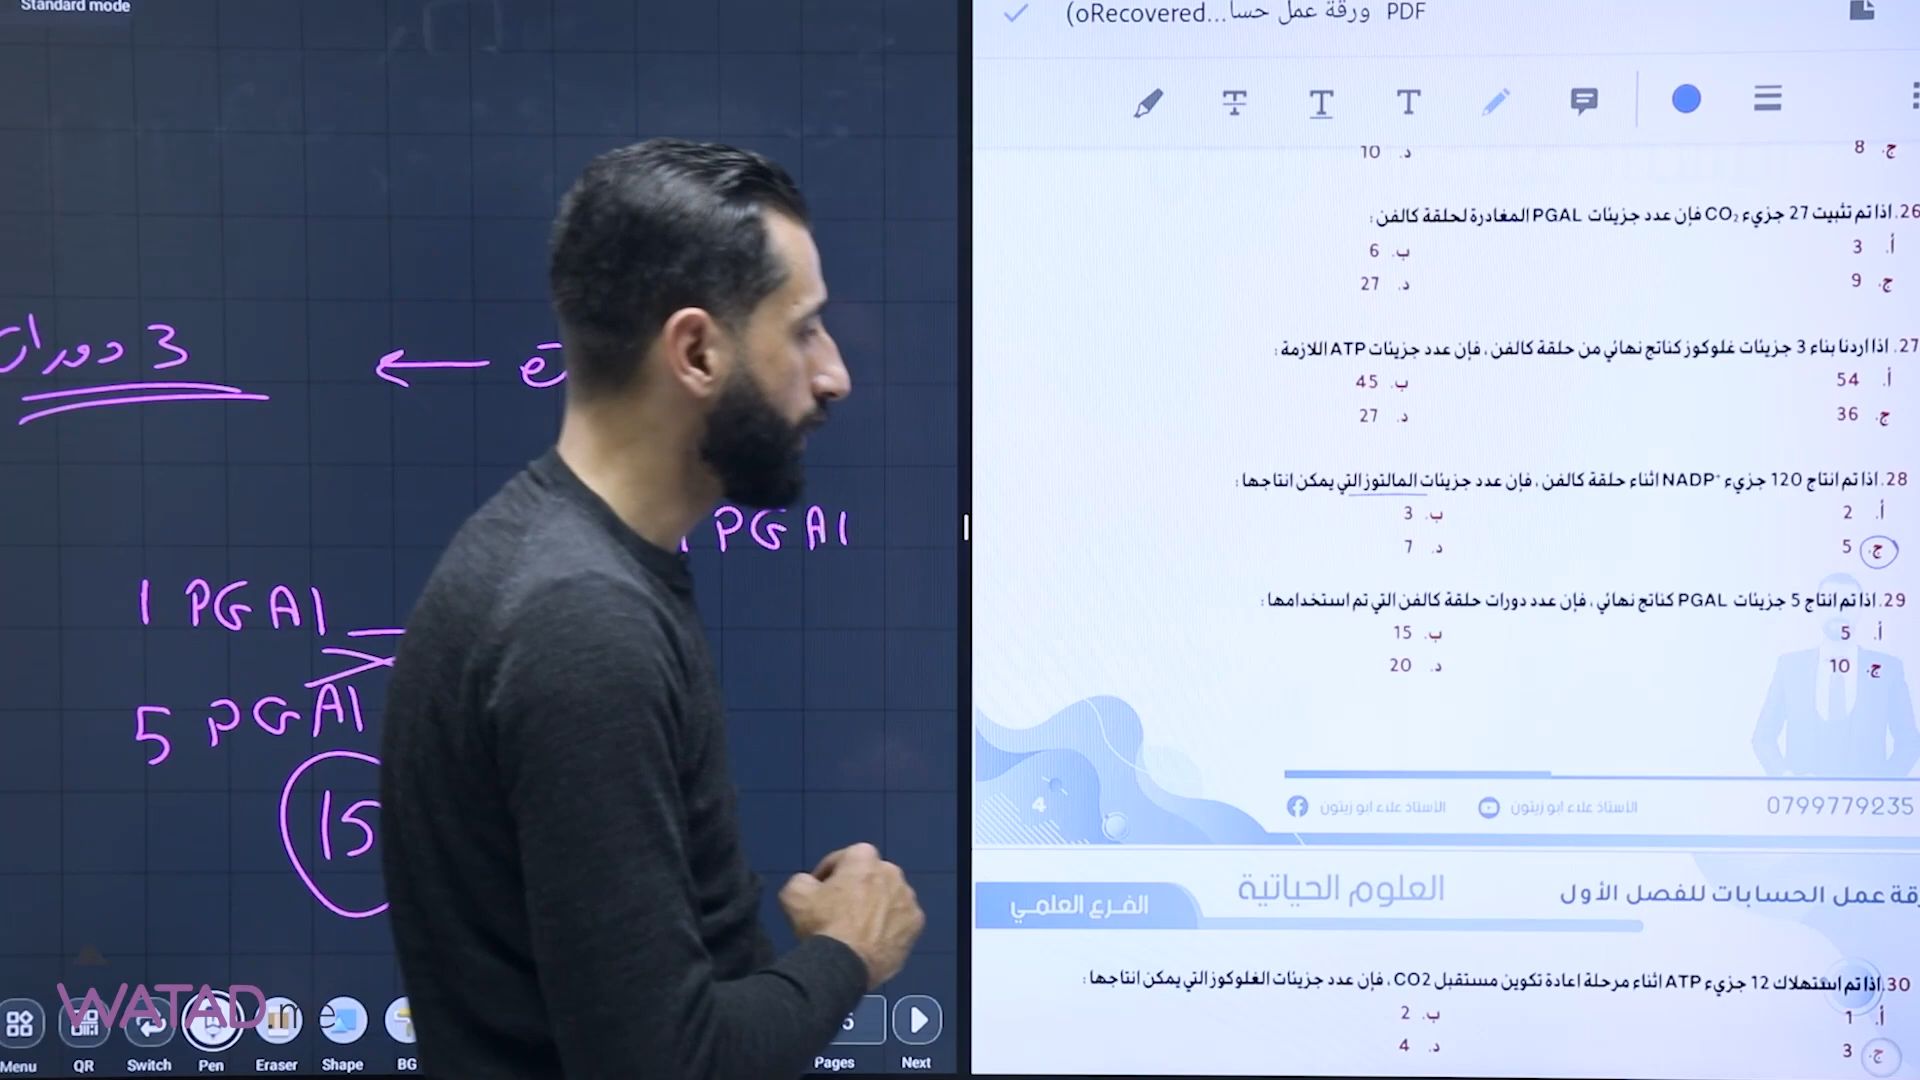 Standard mode
3 دورات
← e-
PGAl
1 PGAl
5 PGAl
15
WATAD me
Menu
QR
Switch
Pen
Eraser
Shape
BG
5
Pages
Next
PDF ورقة عمل حسا...oRecovered)
ج. 8
د. 10
26. اذا تم تثبيت 27 جزيء CO₂ فإن عدد جزيئات PGAL المغادرة لحلقة كالفن :
أ. 3
ب. 6
ج. 9
د. 27
27. اذا اردنا بناء 3 جزيئات غلوكوز كناتج نهائي من حلقة كالفن ، فإن عدد جزيئات ATP اللازمة :
أ. 54
ب. 45
ج. 36
د. 27
28. اذا تم انتاج 120 جزيء NADP⁺ اثناء حلقة كالفن ، فإن عدد جزيئات المالتوز التي يمكن انتاجها :
أ. 2
ب. 3
ج. 5
د. 7
29. اذا تم انتاج 5 جزيئات PGAL كناتج نهائي ، فإن عدد دورات حلقة كالفن التي تم استخدامها :
أ. 5
ب. 15
ج. 10
د. 20
4
الأستاذ علاء ابو زيتون
الأستاذ علاء ابو زيتون
0799779235
قة عمل الحسابات للفصل الأول
العلوم الحياتية
الفرع العلمي
30. اذا تم استهلاك 12 جزيء ATP اثناء مرحلة اعادة تكوين مستقبل CO2 ، فإن عدد جزيئات الغلوكوز التي يمكن انتاجها :
أ. 1
ب. 2
ج. 3
د. 4